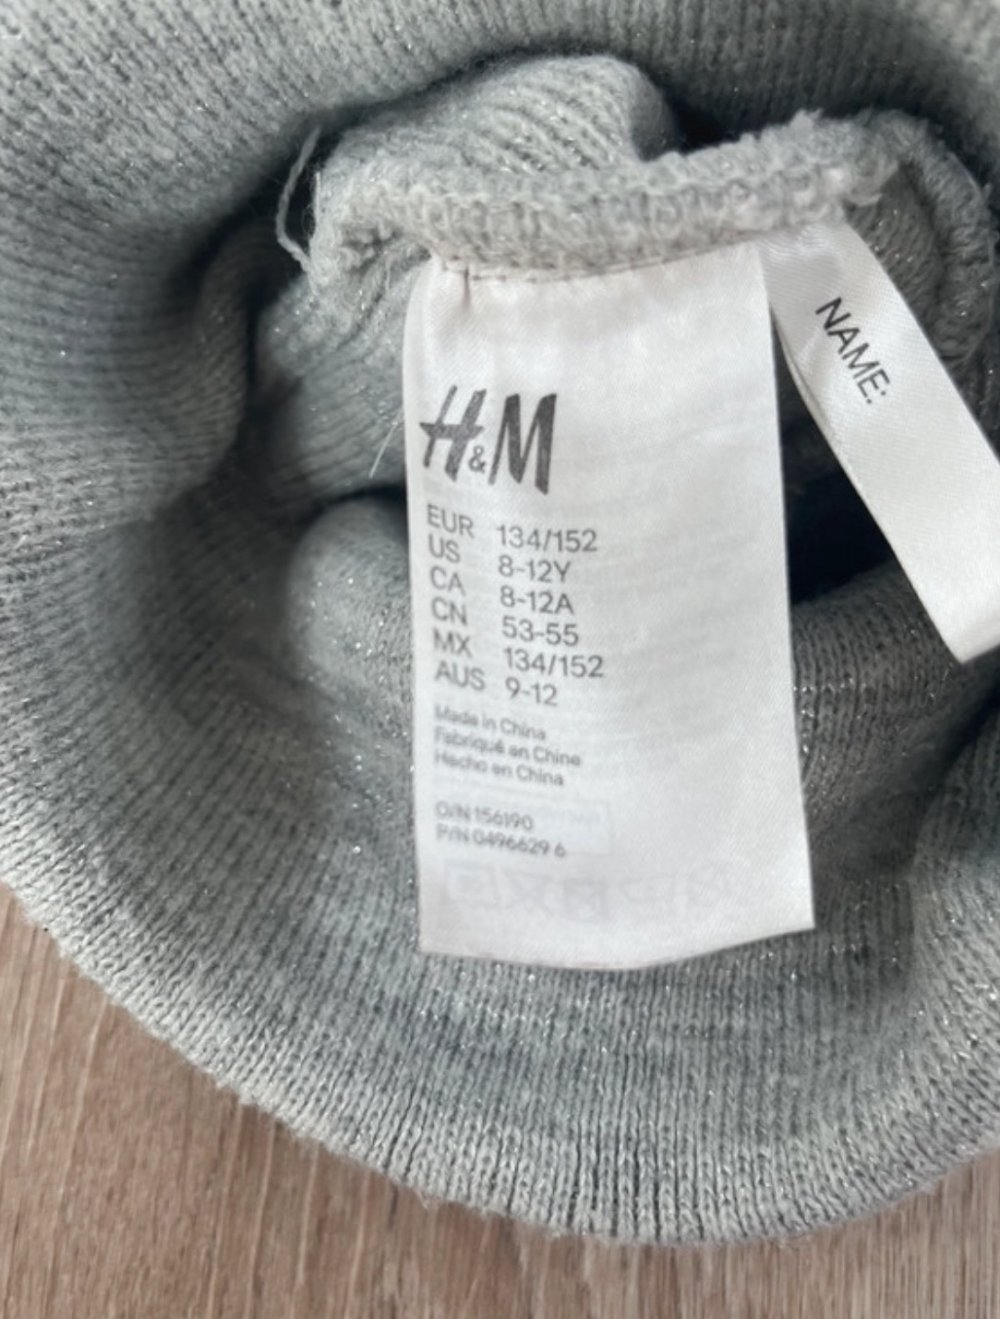 H&M
EUR 134/152
US 8-12Y
CA 8-12A
CN 53-55
MX 134/152
AUS 9-12
Made in China
Fabriqué en Chine
Hecho en China
O/N 156190
P/N 0496629 6
NAME: